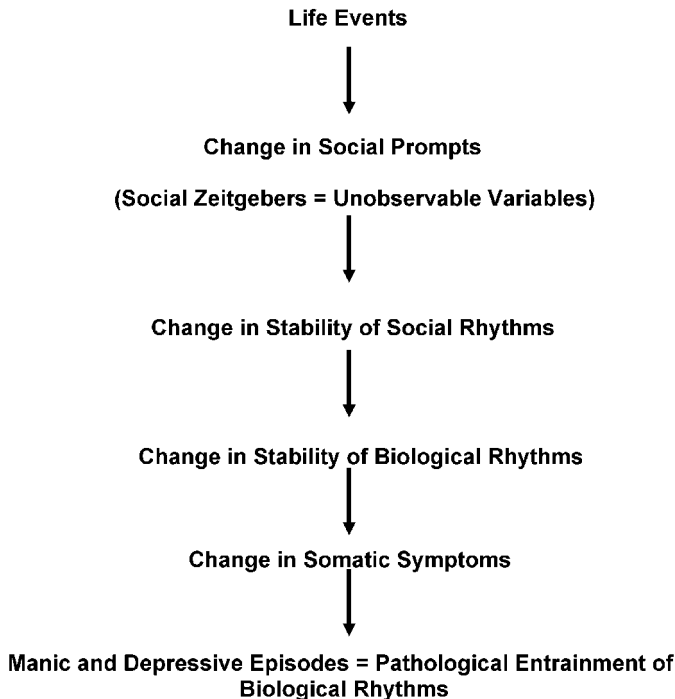 Life Events
Change in Social Prompts
(Social Zeitgebers = Unobservable Variables)
Change in Stability of Social Rhythms
Change in Stability of Biological Rhythms
Change in Somatic Symptoms
Manic and Depressive Episodes = Pathological Entrainment of
Biological Rhythms